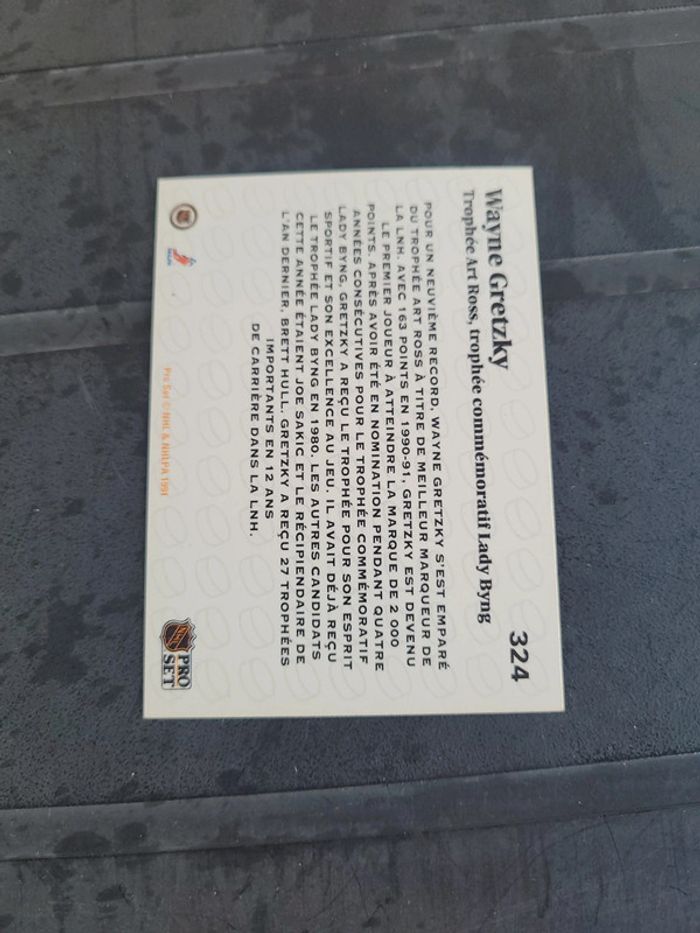 324
Wayne Gretzky
Trophée Art Ross, trophée commémoratif Lady Byng
POUR UN NEUVIÈME RECORD, WAYNE GRETZKY S'EST EMPARÉ
DU TROPHÉE ART ROSS À TITRE DE MEILLEUR MARQUEUR DE
LA LNH. AVEC 163 POINTS EN 1990-91, GRETZKY EST DEVENU
LE PREMIER JOUEUR À ATTEINDRE LA MARQUE DE 2 000
POINTS. APRÈS AVOIR ÉTÉ EN NOMINATION PENDANT QUATRE
ANNÉES CONSÉCUTIVES POUR LE TROPHÉE COMMÉMORATIF
LADY BYNG, GRETZKY A REÇU LE TROPHÉE POUR SON ESPRIT
SPORTIF ET SON EXCELLENCE AU JEU. IL AVAIT DÉJÀ REÇU
LE TROPHÉE LADY BYNG EN 1980. LES AUTRES CANDIDATS
CETTE ANNÉE ÉTAIENT JOE SAKIC ET LE RÉCIPIENDAIRE DE
L'AN DERNIER, BRETT HULL. GRETZKY A REÇU 27 TROPHÉES
IMPORTANTS EN 12 ANS
DE CARRIÈRE DANS LA LNH.
Pro Set © NHL & NHLPA 1991
NHL
PRO
SET